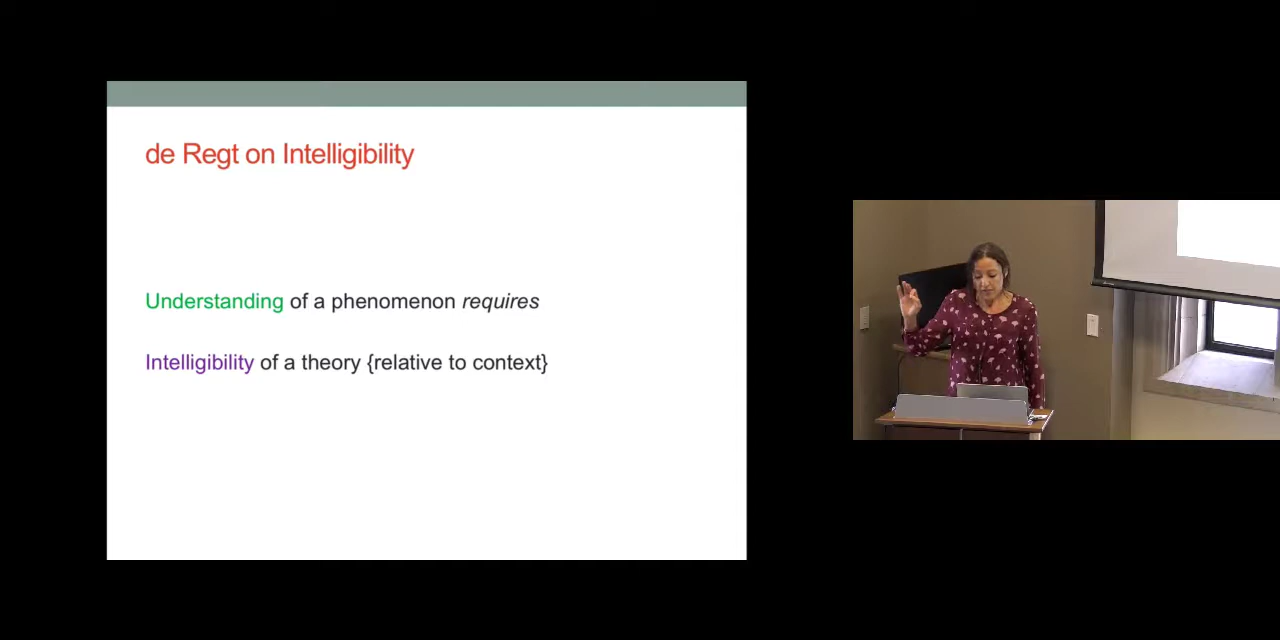 de Regt on Intelligibility
Understanding of a phenomenon requires
Intelligibility of a theory {relative to context}